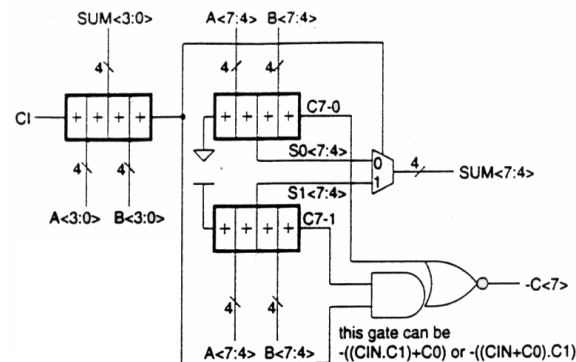 SUM<3:0>
A<7:4> B<7:4>
4
4 4
CI
+ + + +
+ + + +
C7-0
4 4
S0<7:4>
0
1
4
SUM<7:4>
A<3:0> B<3:0>
S1<7:4>
+ + + +
C7-1
-C<7>
4 4
A<7:4> B<7:4>
this gate can be
-((CIN.C1)+C0) or -((CIN+C0).C1)